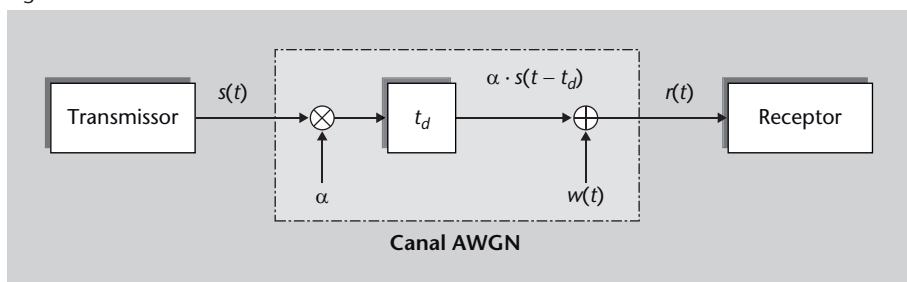 s(t)
α · s(t – t_d)
r(t)
Transmissor
t_d
Receptor
α
w(t)
Canal AWGN